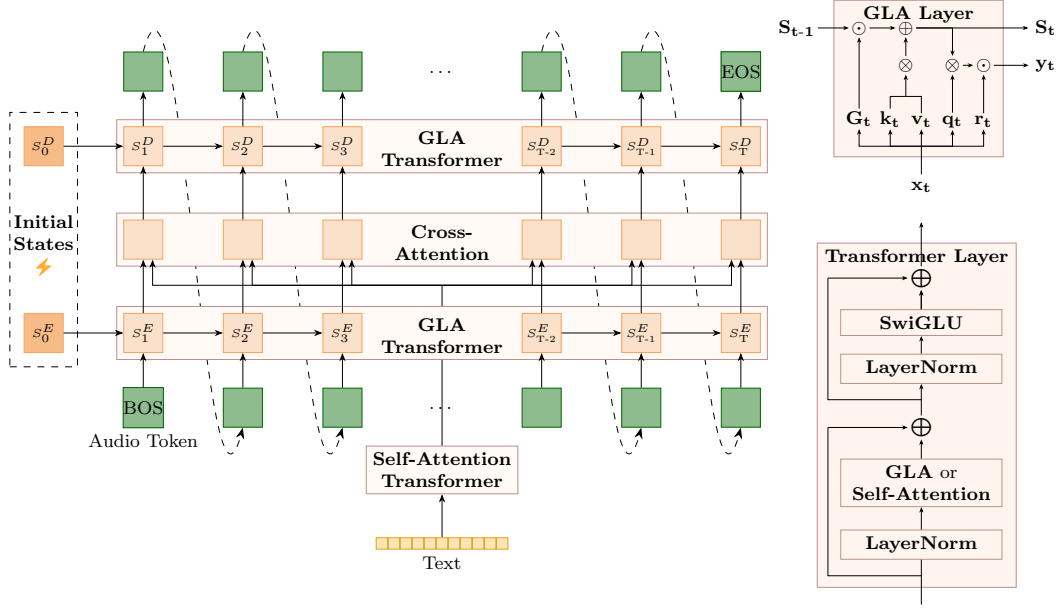 EOS
GLA
Transformer
S_0^D
S_1^D
S_2^D
S_3^D
S_{T-2}^D
S_{T-1}^D
S_T^D
Initial
States
Cross-
Attention
GLA
Transformer
S_0^E
S_1^E
S_2^E
S_3^E
S_{T-2}^E
S_{T-1}^E
S_T^E
BOS
...
...
Audio Token
Self-Attention
Transformer
Text
GLA Layer
S_{t-1}
S_t
y_t
G_t k_t v_t q_t r_t
x_t
Transformer Layer
SwiGLU
LayerNorm
GLA or
Self-Attention
LayerNorm